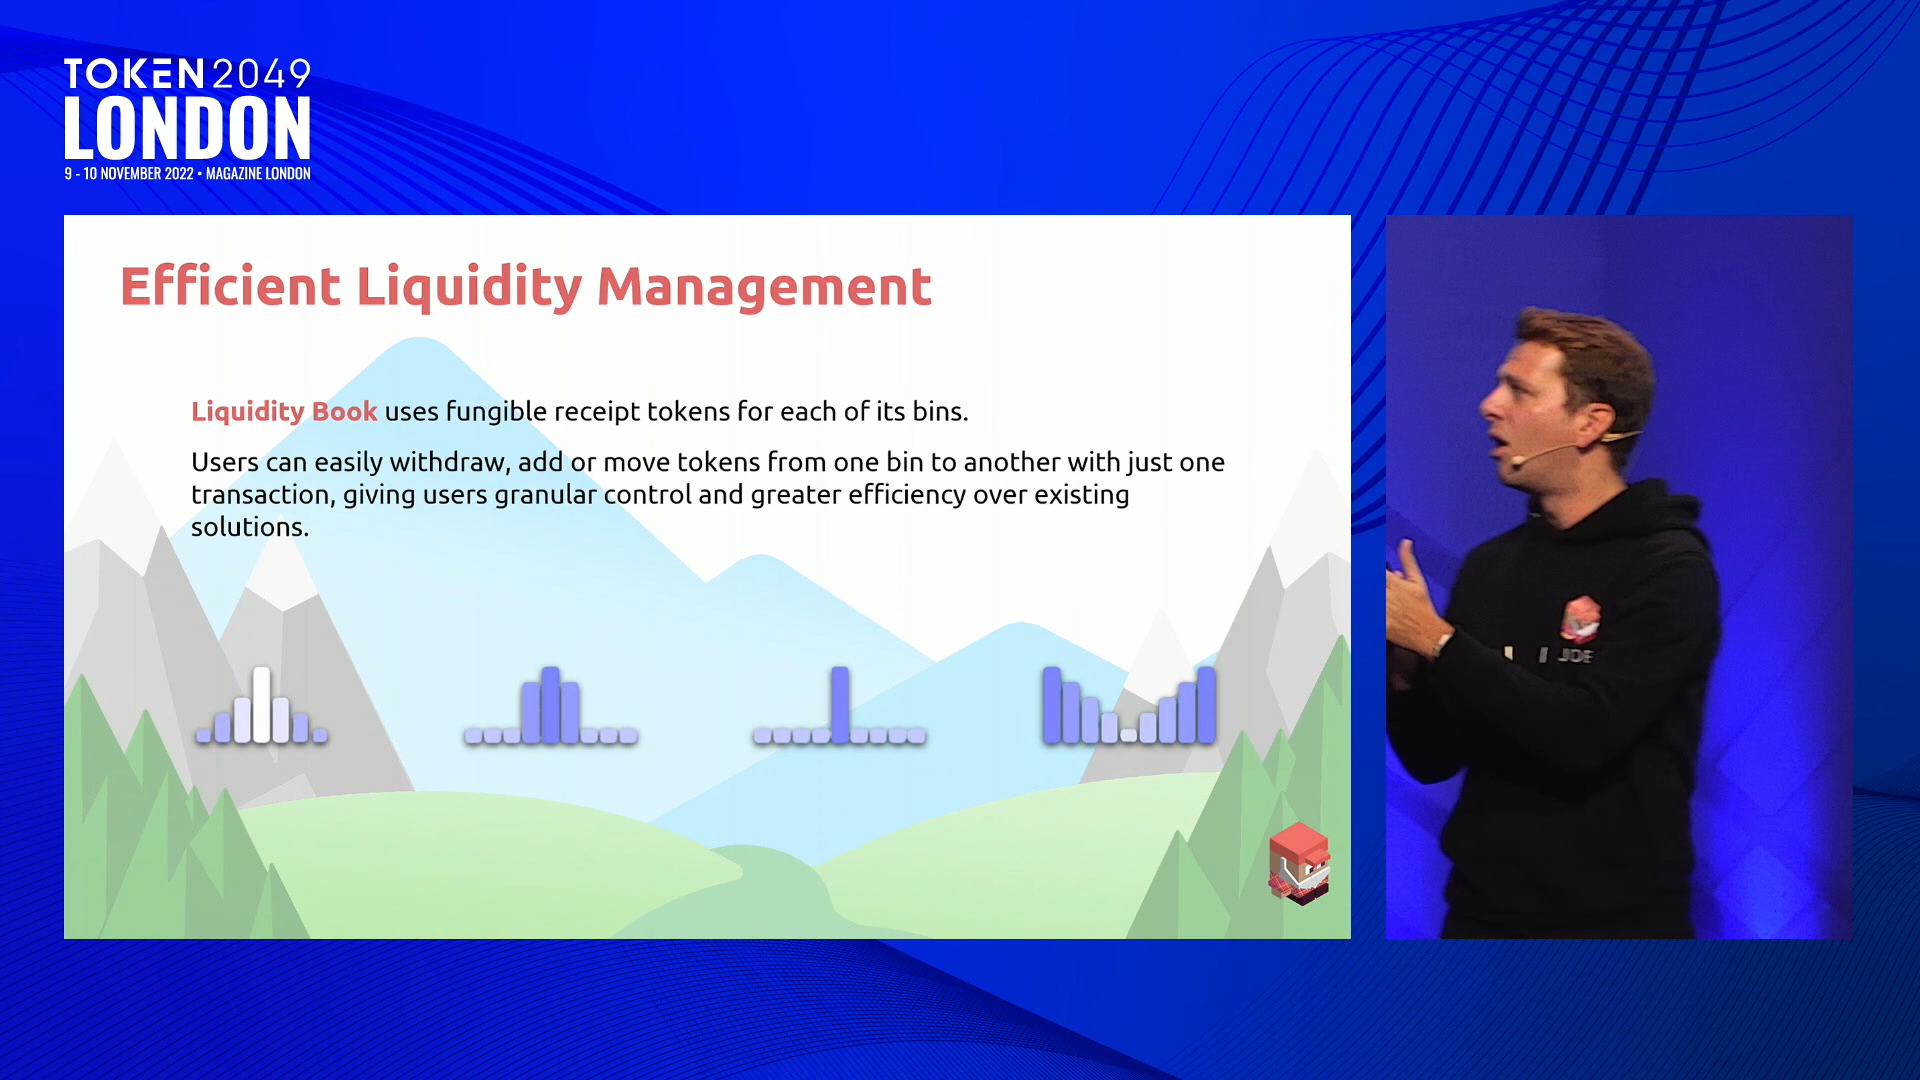 TOKEN2049
LONDON
9 - 10 NOVEMBER 2022 • MAGAZINE LONDON
Efficient Liquidity Management
Liquidity Book uses fungible receipt tokens for each of its bins.
Users can easily withdraw, add or move tokens from one bin to another with just one
transaction, giving users granular control and greater efficiency over existing
solutions.
JOE